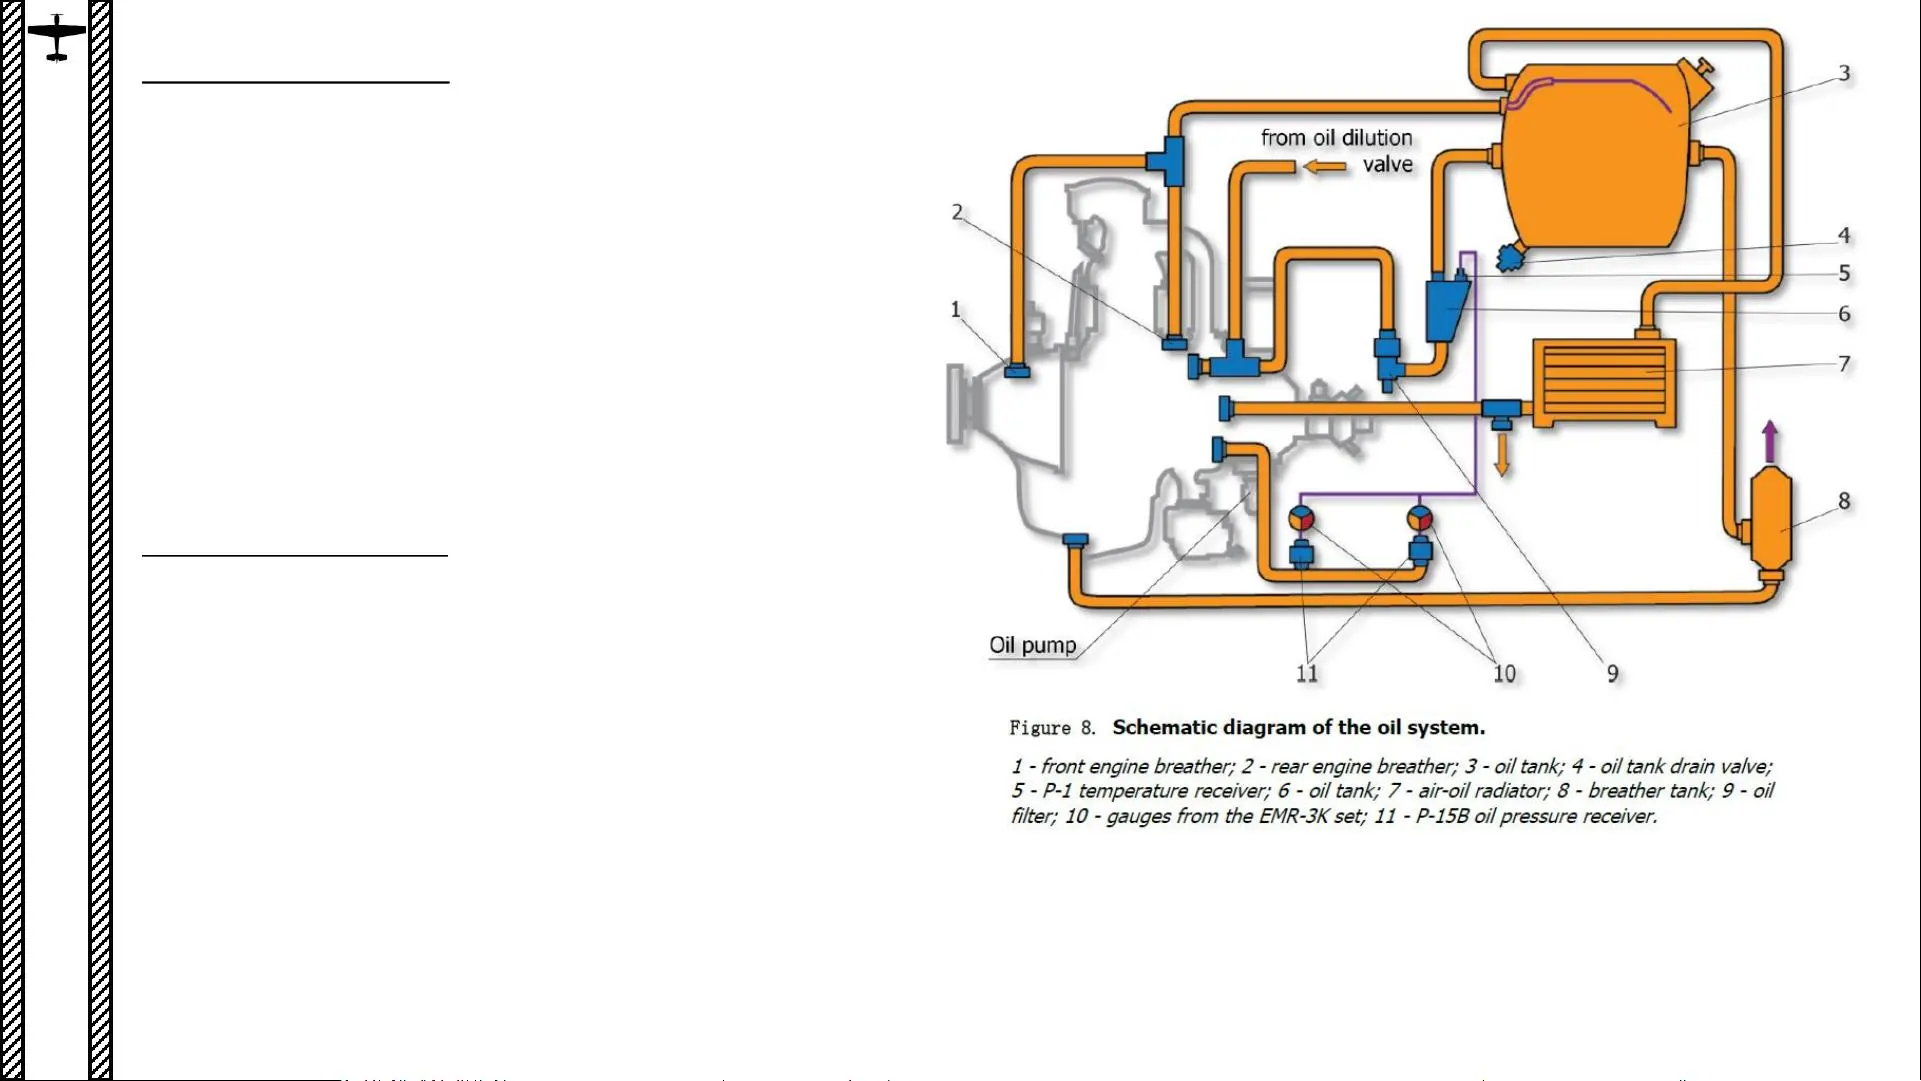 from oil dilution
valve
3
2
4
5
1
6
7
8
Oil pump
11
10
9
Figure 8. Schematic diagram of the oil system.
1 - front engine breather; 2 - rear engine breather; 3 - oil tank; 4 - oil tank drain valve;
5 - P-1 temperature receiver; 6 - oil tank; 7 - air-oil radiator; 8 - breather tank; 9 - oil
filter; 10 - gauges from the EMR-3K set; 11 - P-15B oil pressure receiver.